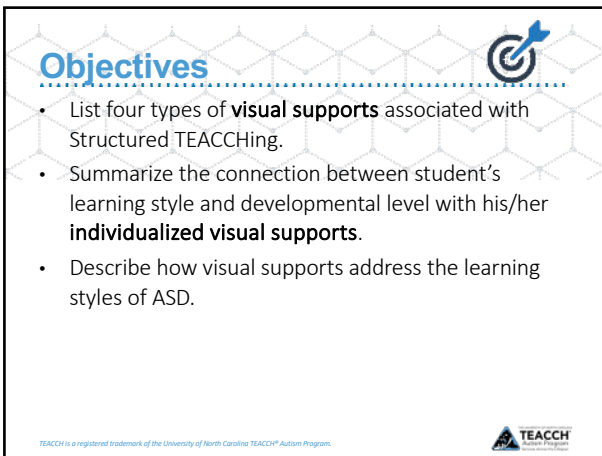 Objectives
• List four types of visual supports associated with
Structured TEACCHing.
• Summarize the connection between student's
learning style and developmental level with his/her
individualized visual supports.
• Describe how visual supports address the learning
styles of ASD.
TEACCH is a registered trademark of the University of North Carolina TEACCH® Autism Program.
TEACCH
Autism Program